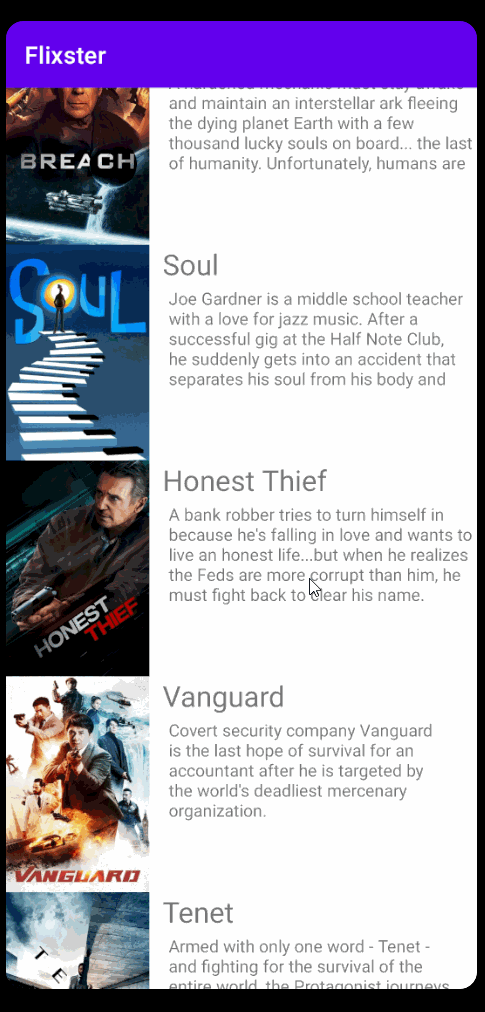 Flixster
A hardened mechanic must stay awake
and maintain an interstellar ark fleeing
the dying planet Earth with a few
thousand lucky souls on board... the last
of humanity. Unfortunately, humans are
BREACH
Soul
Joe Gardner is a middle school teacher
with a love for jazz music. After a
successful gig at the Half Note Club,
he suddenly gets into an accident that
separates his soul from his body and
SOUL
Honest Thief
A bank robber tries to turn himself in
because he's falling in love and wants to
live an honest life...but when he realizes
the Feds are more corrupt than him, he
must fight back to clear his name.
HONEST
THIEF
Vanguard
Covert security company Vanguard
is the last hope of survival for an
accountant after he is targeted by
the world's deadliest mercenary
organization.
VANGUARD
Tenet
Armed with only one word - Tenet -
and fighting for the survival of the
entire world, the Protagonist journeys
TE